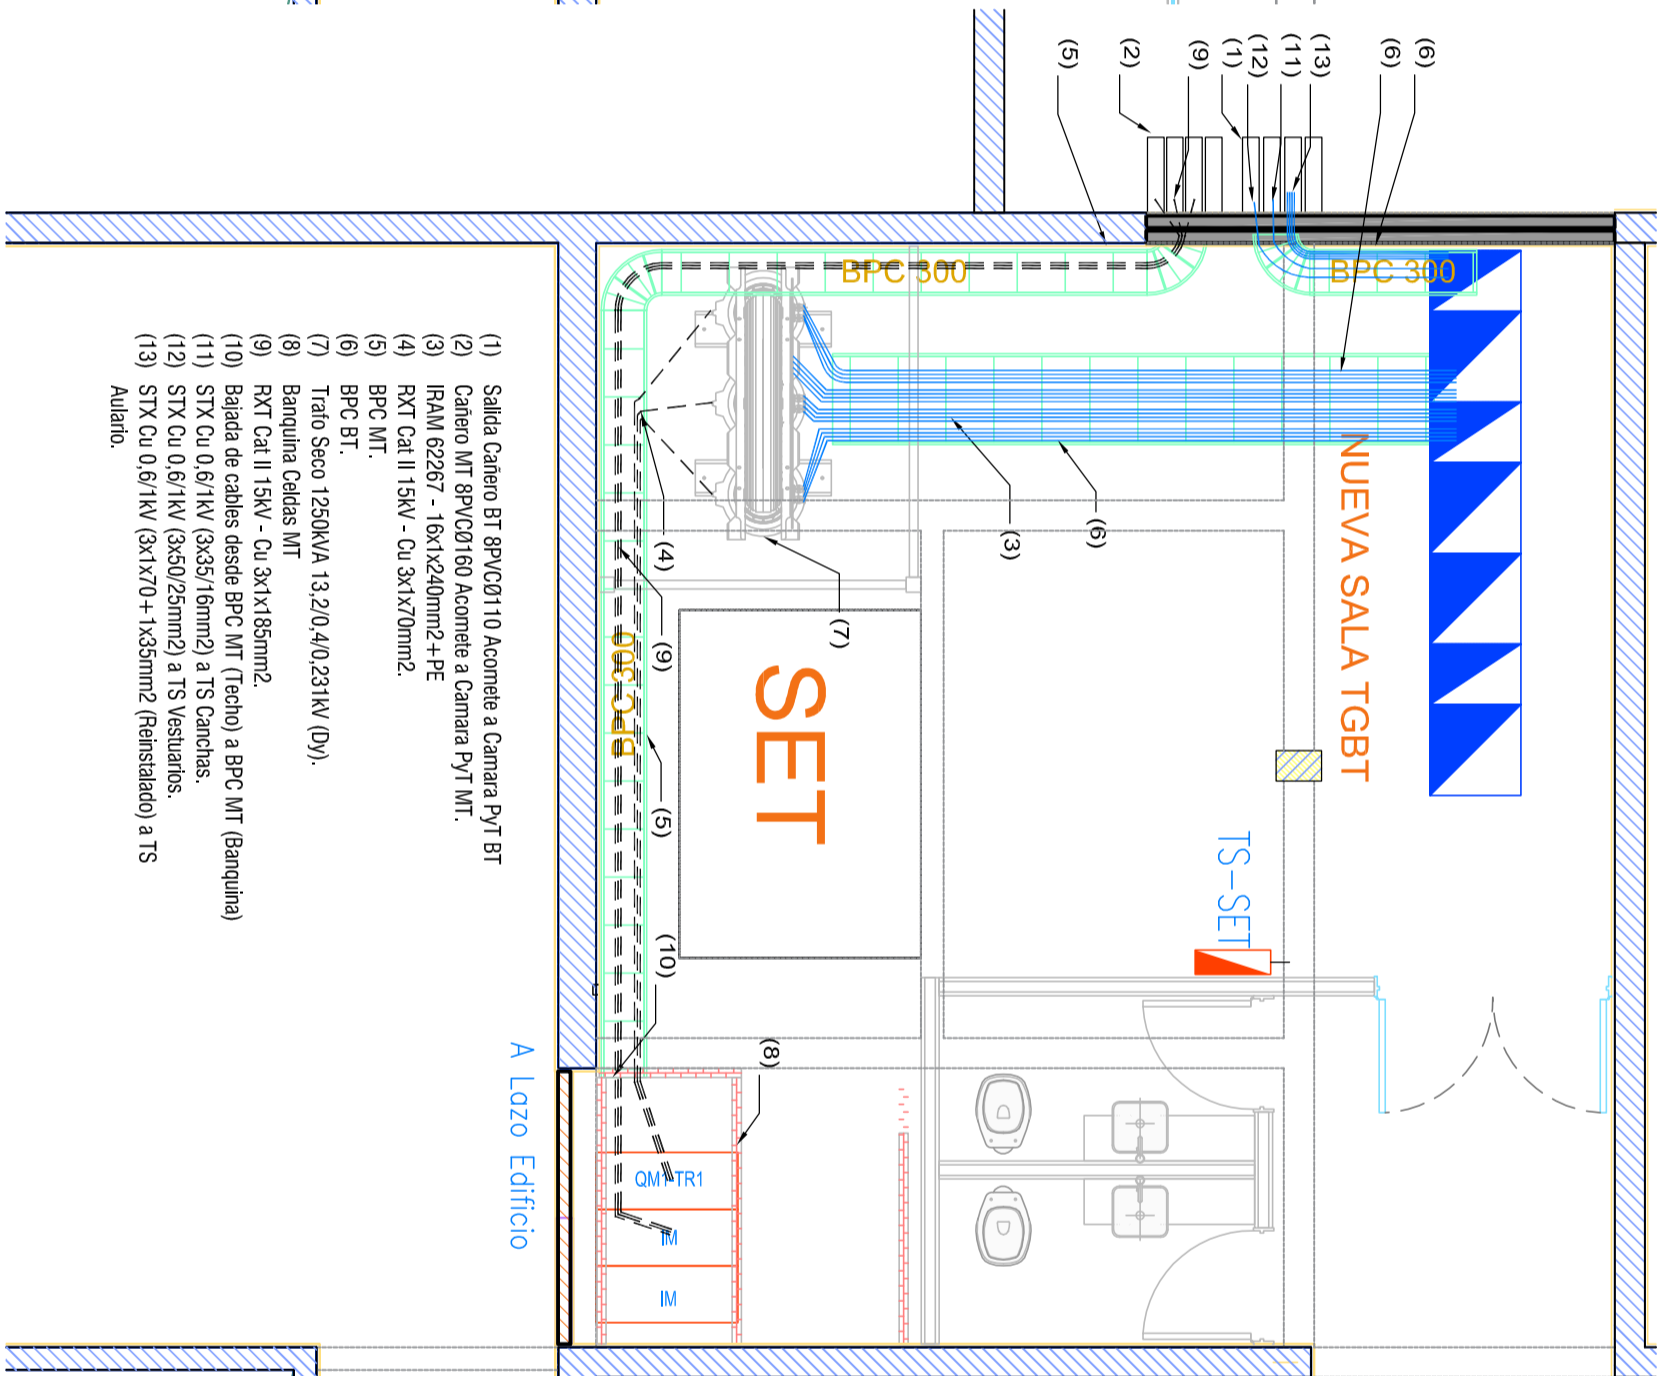 (5)
(2)
(9)
(1)
(12)
(11)
(13)
(6)
(6)
BPC 300
BPC 300
BPC 300
NUEVA SALA TGBT
SET
TS-SET
(3)
(6)
(4)
(7)
(9)
(5)
(10)
(8)
QM1-TR1
IM
IM
A Lazo Edificio
(1) Salida Cañero BT 8PVCØ110 Acomete a Camara PyT BT
(2) Cañero MT 8PVCØ160 Acomete a Camara PyT MT.
(3) IRAM 62267 - 16x1x240mm2+PE
(4) RXT Cat II 15kV - Cu 3x1x70mm2.
(5) BPC MT.
(6) BPC BT.
(7) Trafo Seco 1250kVA 13,2/0,4/0,231kV (Dy).
(8) Banquina Celdas MT
(9) RXT Cat II 15kV - Cu 3x1x185mm2.
(10) Bajada de cables desde BPC MT (Techo) a BPC MT (Banquina)
(11) STX Cu 0,6/1kV (3x35/16mm2) a TS Canchas.
(12) STX Cu 0,6/1kV (3x50/25mm2) a TS Vestuarios.
(13) STX Cu 0,6/1kV (3x1x70+1x35mm2 (Reinstalado) a TS
Aulario.